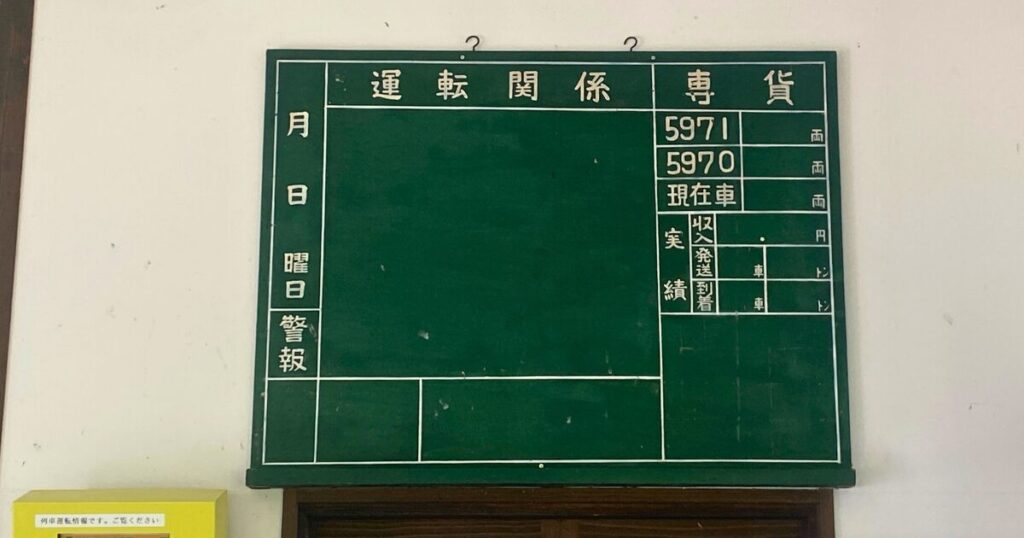 運転関係
専貨
月
日
曜日
警報
5971 両
5970 両
現在車 両
実績
収入 円
発送 車 トン
到着 車 トン
列車運転情報です。ご覧ください